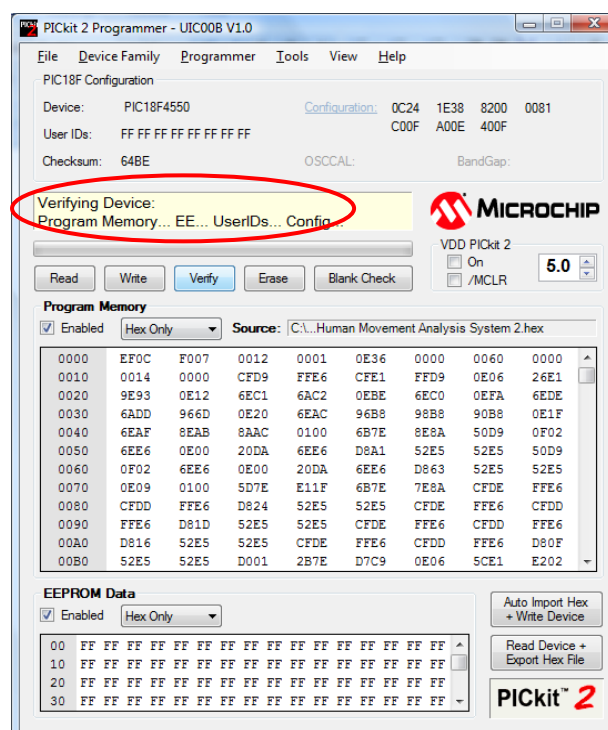 PICkit 2 Programmer - UIC00B V1.0
File Device Family Programmer Tools View Help
PIC18F Configuration
Device: PIC18F4550 Configuration: 0C24 1E38 8200 0081
C00F A00E 400F
User IDs: FF FF FF FF FF FF FF FF
Checksum: 64BE OSCCAL: BandGap:
Verifying Device:
Program Memory... EE... UserIDs... Config...
MICROCHIP
VDD PICkit 2
On
/MCLR
5.0
Read Write Verify Erase Blank Check
Program Memory
Enabled Hex Only Source: C:\...Human Movement Analysis System 2.hex
0000 EF0C F007 0012 0001 0E36 0000 0060 0000
0010 0014 0000 CFD9 FFE6 CFE1 FFD9 0E06 26E1
0020 9E93 0E12 6EC1 6AC2 0EBE 6EC0 0EFA 6EDE
0030 6ADD 966D 0E20 6EAC 96B8 98B8 90B8 0E1F
0040 6EAF 8EAB 8AAC 0100 6B7E 8E8A 50D9 0F02
0050 6EE6 0E00 20DA 6EE6 D8A1 52E5 52E5 50D9
0060 0F02 6EE6 0E00 20DA 6EE6 D863 52E5 52E5
0070 0E09 0100 5D7E E11F 6B7E 7E8A CFDE FFE6
0080 CFDD FFE6 D824 52E5 52E5 CFDE FFE6 CFDD
0090 FFE6 D81D 52E5 52E5 CFDE FFE6 CFDD FFE6
00A0 D816 52E5 52E5 CFDE FFE6 CFDD FFE6 D80F
00B0 52E5 52E5 D001 2B7E D7C9 0E06 5CE1 E202
EEPROM Data
Enabled Hex Only
00 FF FF FF FF FF FF FF FF FF FF FF FF FF FF FF FF
10 FF FF FF FF FF FF FF FF FF FF FF FF FF FF FF FF
20 FF FF FF FF FF FF FF FF FF FF FF FF FF FF FF FF
30 FF FF FF FF FF FF FF FF FF FF FF FF FF FF FF FF
Auto Import Hex
+ Write Device
Read Device +
Export Hex File
PICkit™ 2